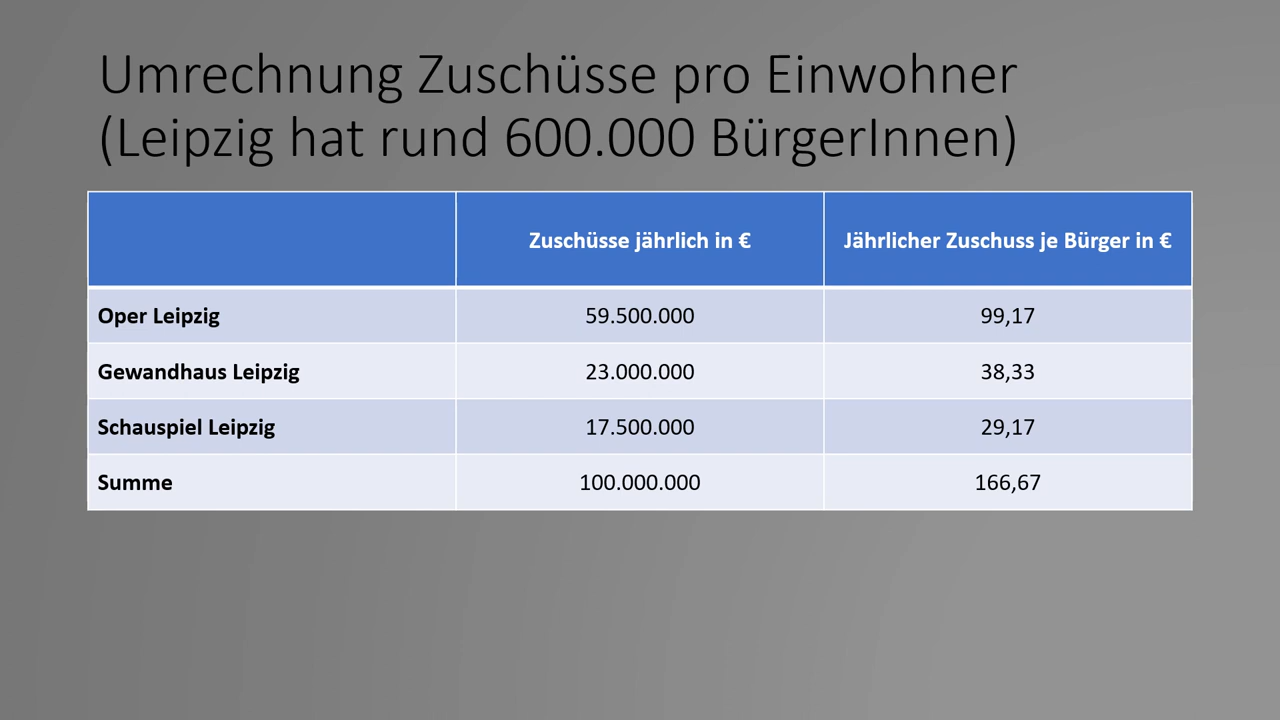 Umrechnung Zuschüsse pro Einwohner
(Leipzig hat rund 600.000 BürgerInnen)
Zuschüsse jährlich in € Jährlicher Zuschuss je Bürger in €
Oper Leipzig 59.500.000 99,17
Gewandhaus Leipzig 23.000.000 38,33
Schauspiel Leipzig 17.500.000 29,17
Summe 100.000.000 166,67